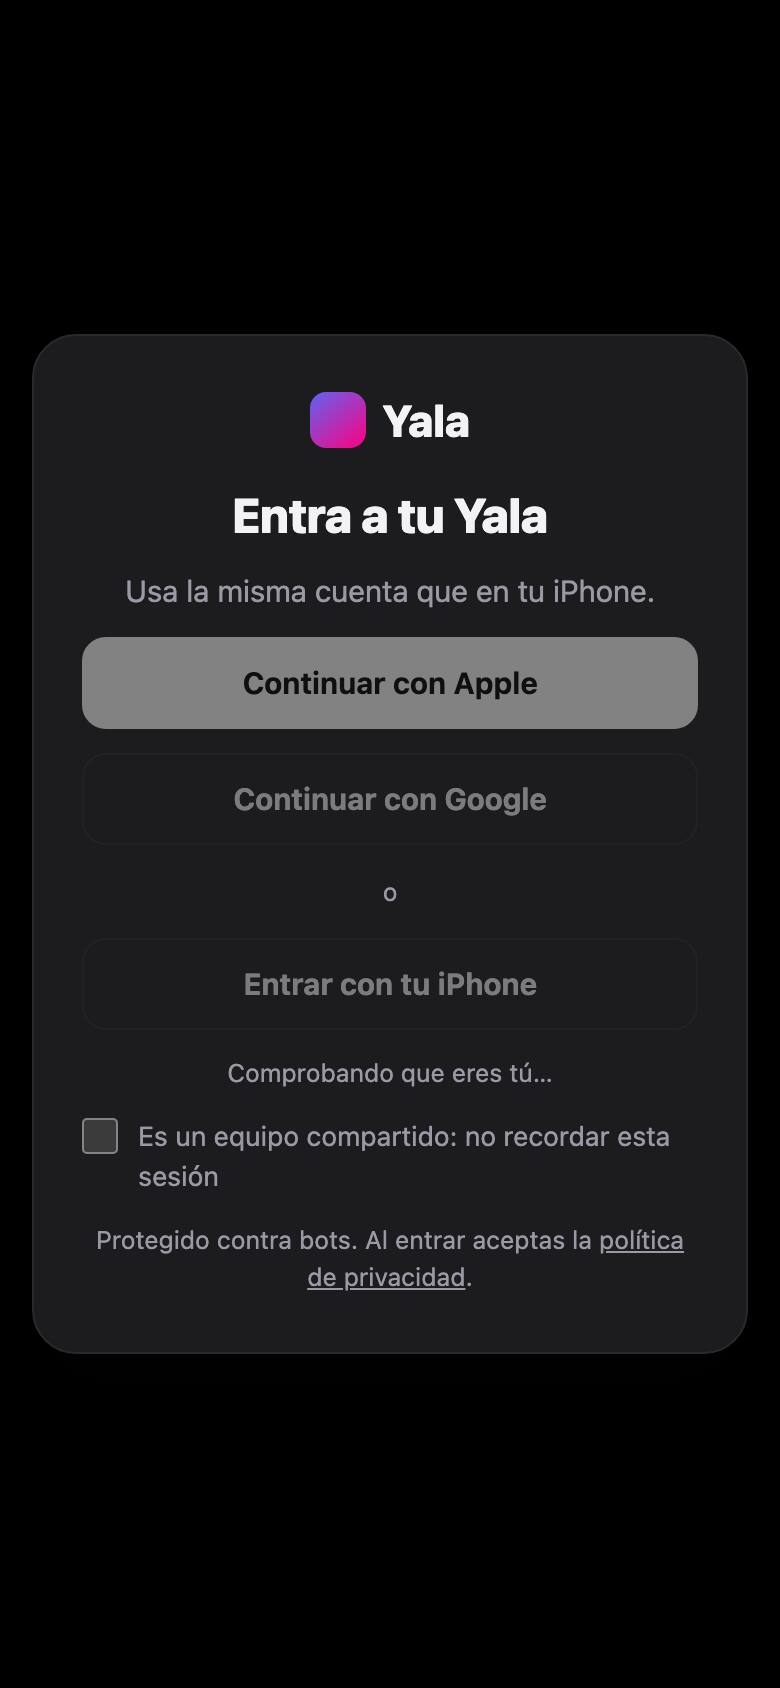 Yala
Entra a tu Yala
Usa la misma cuenta que en tu iPhone.
Continuar con Apple
Continuar con Google
o
Entrar con tu iPhone
Comprobando que eres tú...
Es un equipo compartido: no recordar esta
sesión
Protegido contra bots. Al entrar aceptas la política
de privacidad.